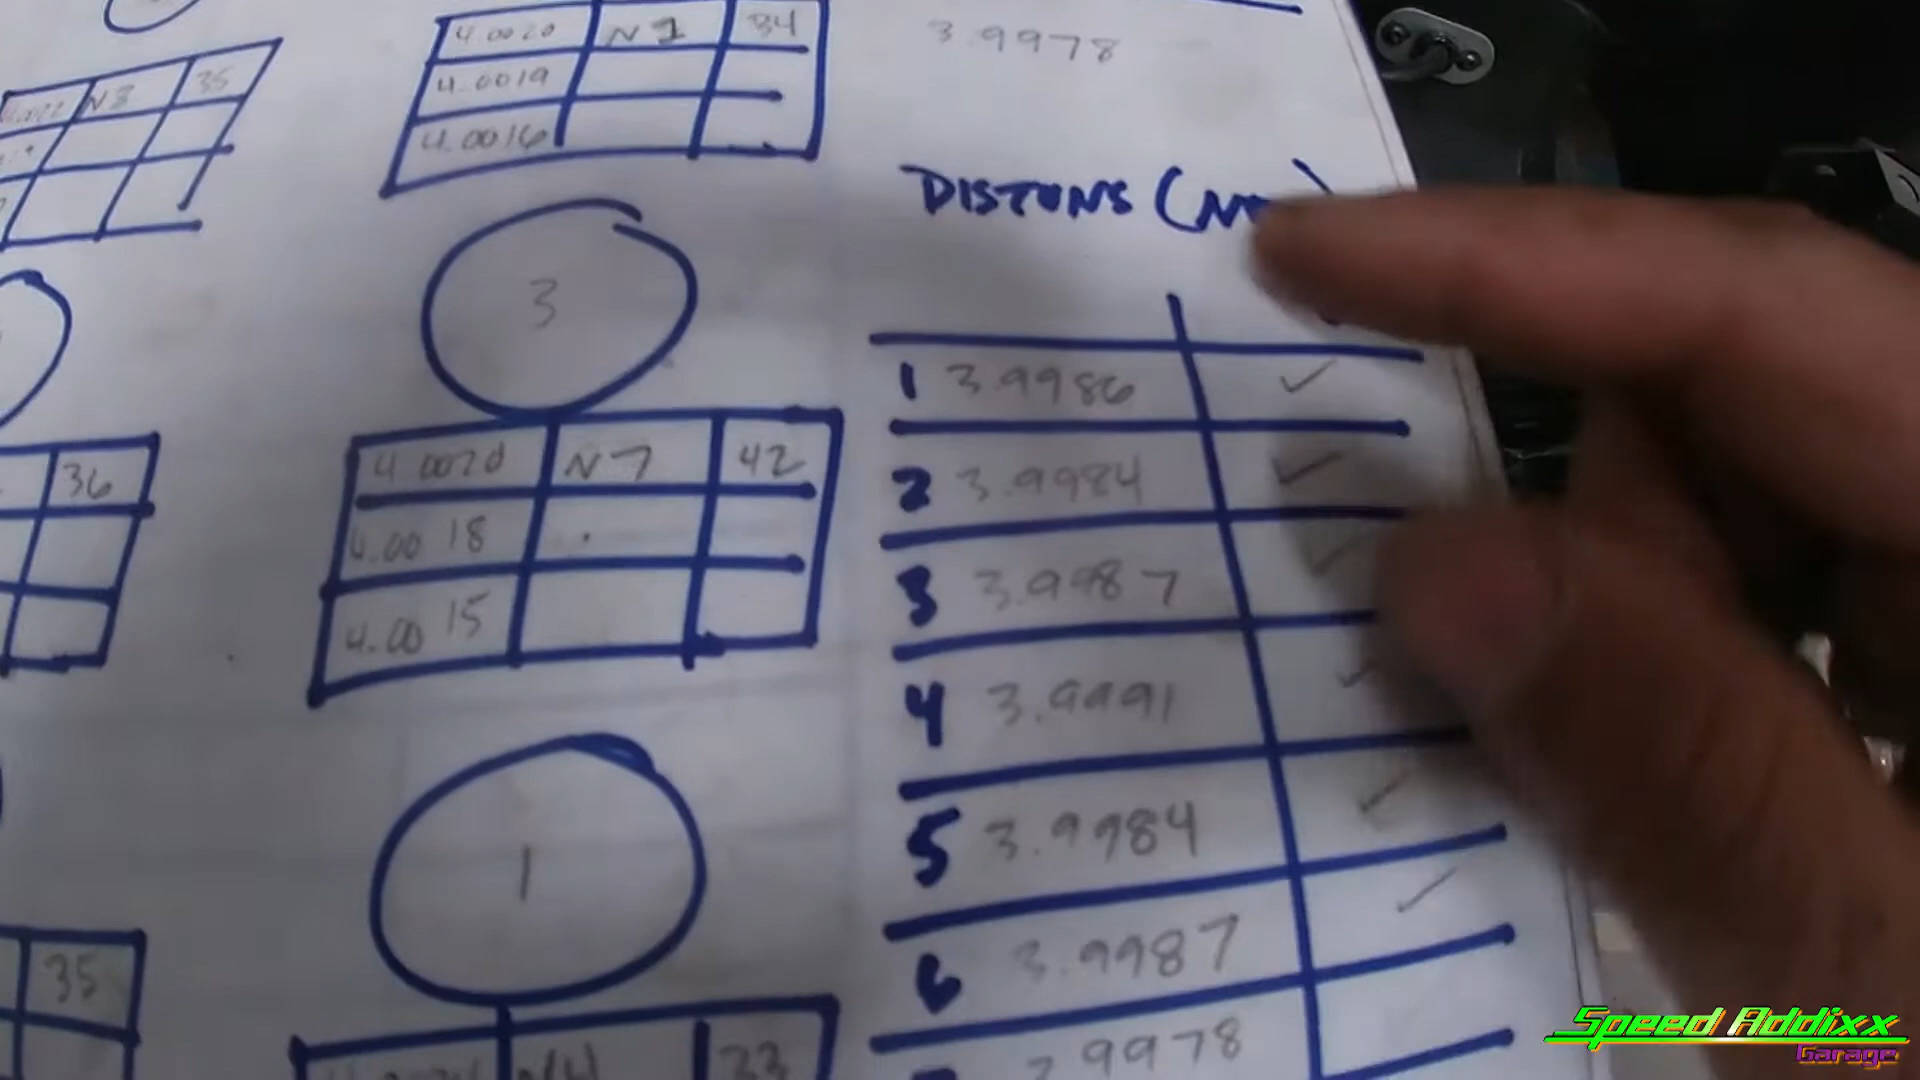 4.0020 N1 34
4.0019
4.0016
3.9978
N3 35
PISTONS (N
3
4.0020 N7 42
4.0018
4.0015
36
1
35
33
1 3.9986 ✓
2 3.9984 ✓
3 3.9987 ✓
4 3.9991 ✓
5 3.9984 ✓
6 3.9987 ✓
3.9978
Speed Addixx
Garage